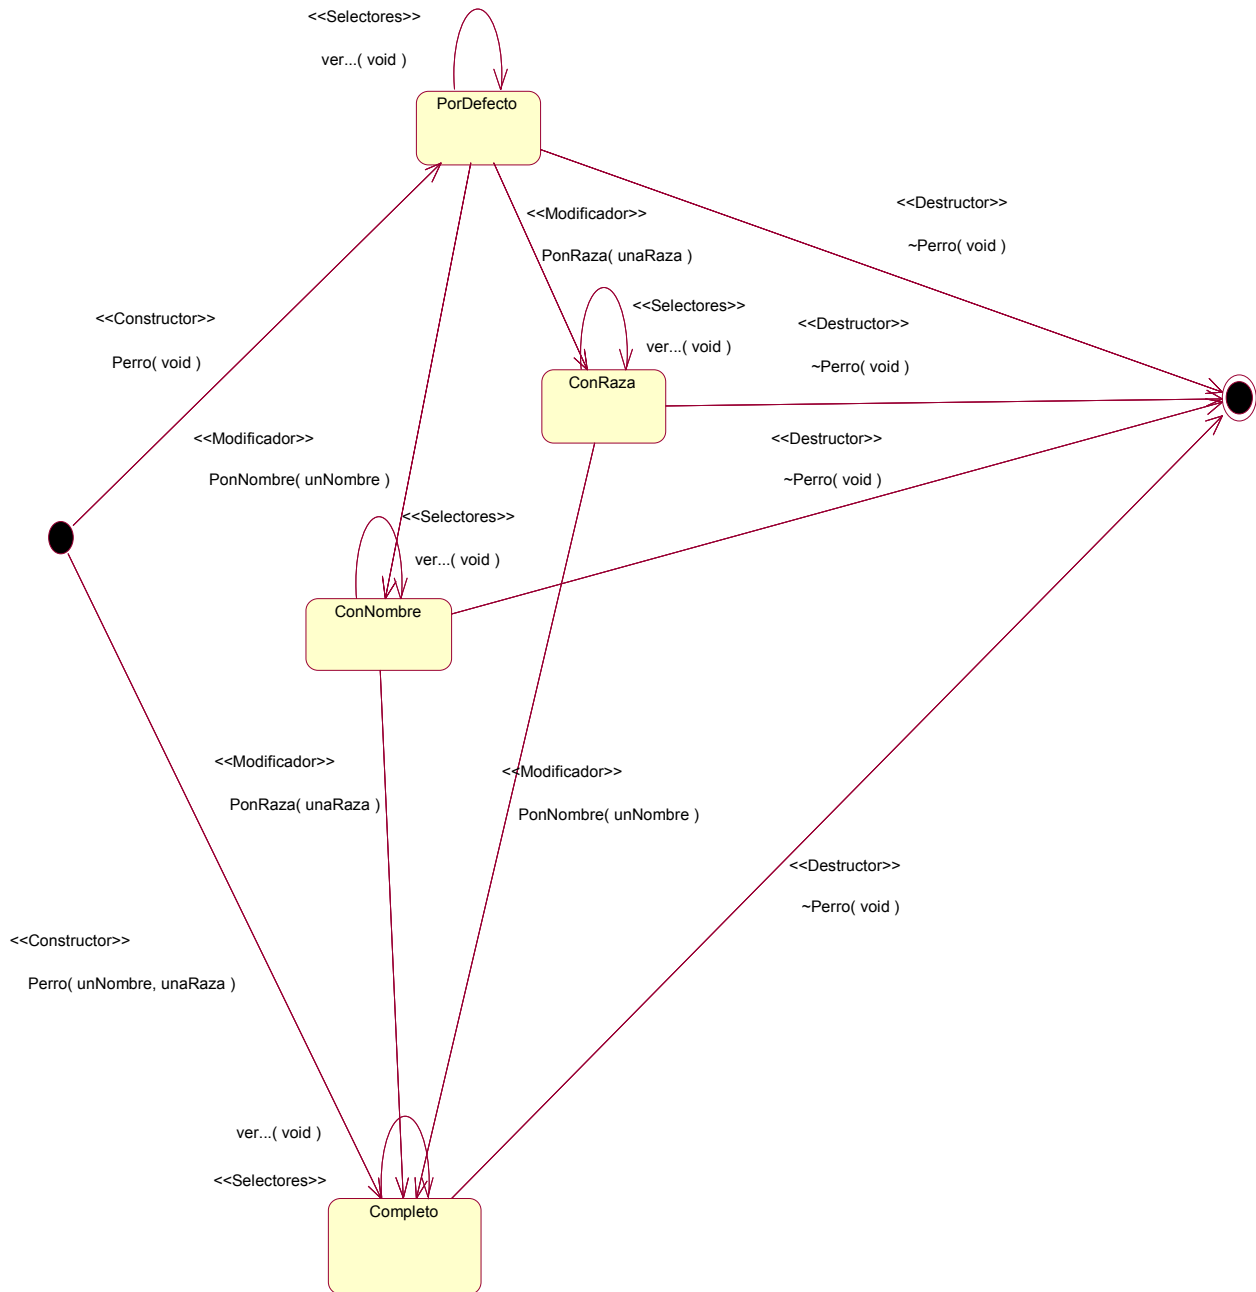 <<Selectores>>
ver...( void )
PorDefecto
<<Destructor>>
~Perro( void )
<<Modificador>>
PonRaza( unaRaza )
<<Selectores>>
ver...( void )
<<Constructor>>
Perro( void )
<<Destructor>>
~Perro( void )
ConRaza
<<Modificador>>
PonNombre( unNombre )
<<Destructor>>
~Perro( void )
<<Selectores>>
ver...( void )
ConNombre
<<Modificador>>
PonRaza( unaRaza )
<<Modificador>>
PonNombre( unNombre )
<<Destructor>>
~Perro( void )
<<Constructor>>
Perro( unNombre, unaRaza )
ver...( void )
<<Selectores>>
Completo